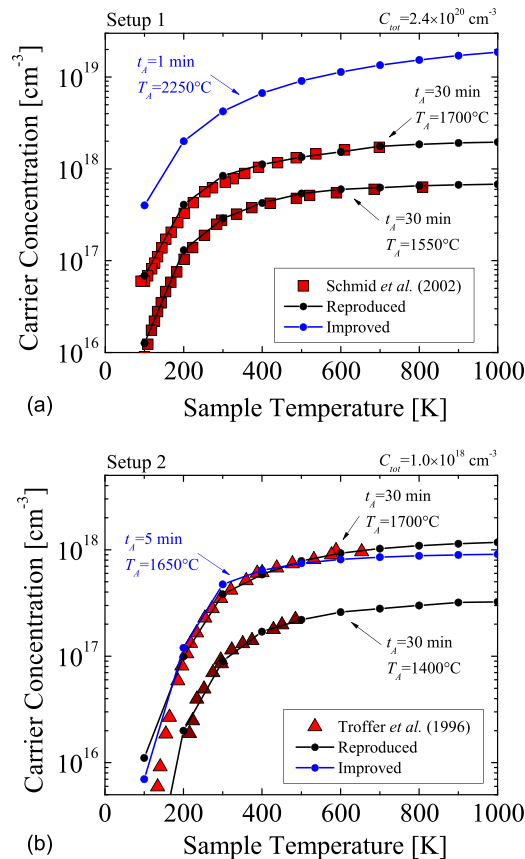 Setup 1
C_tot=2.4×10^20 cm^-3
Carrier Concentration [cm^-3]
10^19
10^18
10^17
10^16
t_A=1 min
T_A=2250°C
t_A=30 min
T_A=1700°C
t_A=30 min
T_A=1550°C
Schmid et al. (2002)
Reproduced
Improved
0 200 400 600 800 1000
(a)
Sample Temperature [K]
Setup 2
C_tot=1.0×10^18 cm^-3
Carrier Concentration [cm^-3]
10^18
10^17
10^16
t_A=5 min
T_A=1650°C
t_A=30 min
T_A=1700°C
t_A=30 min
T_A=1400°C
Troffer et al. (1996)
Reproduced
Improved
0 200 400 600 800 1000
(b)
Sample Temperature [K]